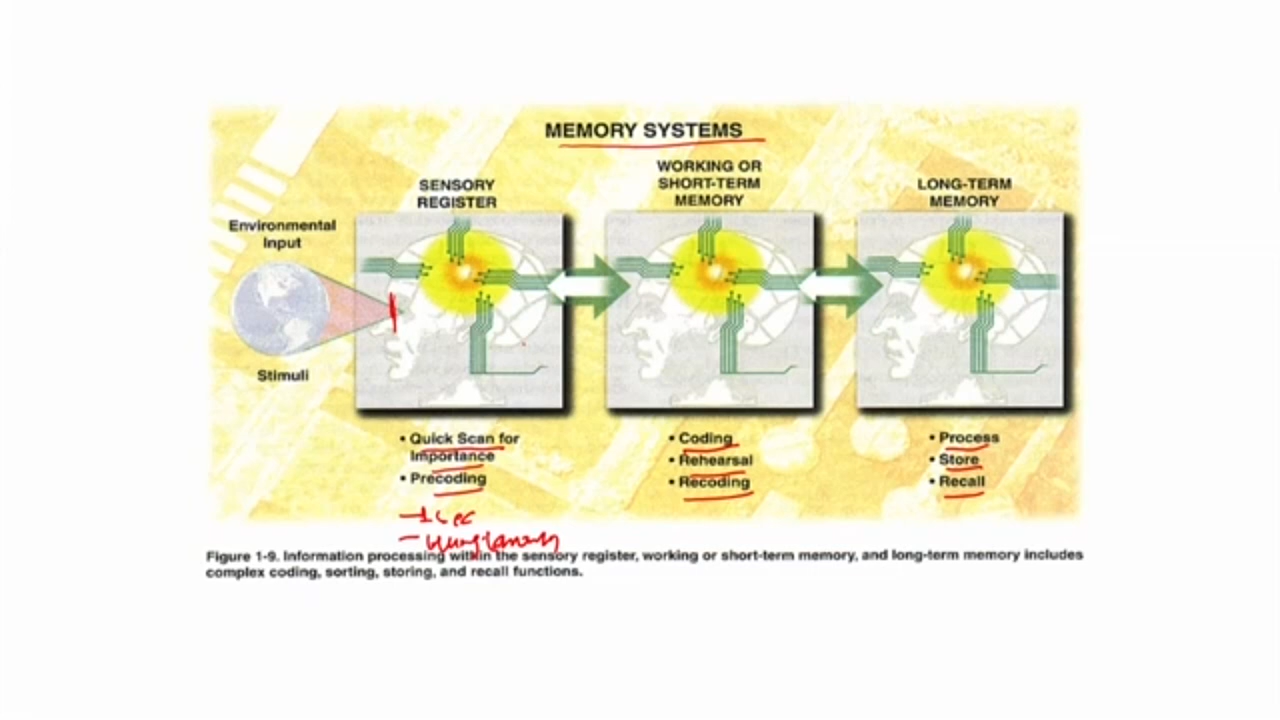 MEMORY SYSTEMS
SENSORY
REGISTER
WORKING OR
SHORT-TERM
MEMORY
LONG-TERM
MEMORY
Environmental
Input
Stimuli
• Quick Scan for
Importance
• Precoding
• Coding
• Rehearsal
• Recoding
• Process
• Store
• Recall
Figure 1-9. Information processing within the sensory register, working or short-term memory, and long-term memory includes
complex coding, sorting, storing, and recall functions.